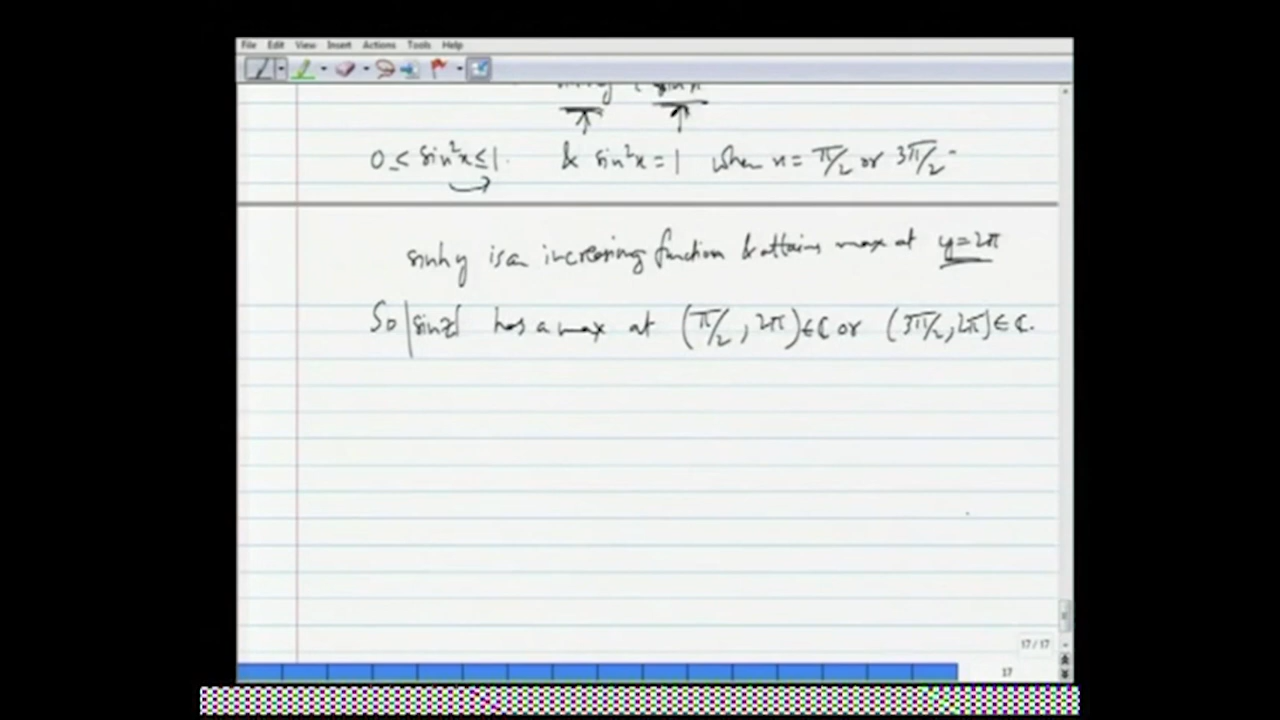 File Edit View Insert Actions Tools Help
0 ≤ sin²x ≤ 1. & sin²x = 1 when x = π/2 or 3π/2
sinhy is an increasing function & attains max at y=2π
So |sinz| has a max at (π/2, 2π) ∈ ℂ or (3π/2, 2π) ∈ ℂ.
17/17
17